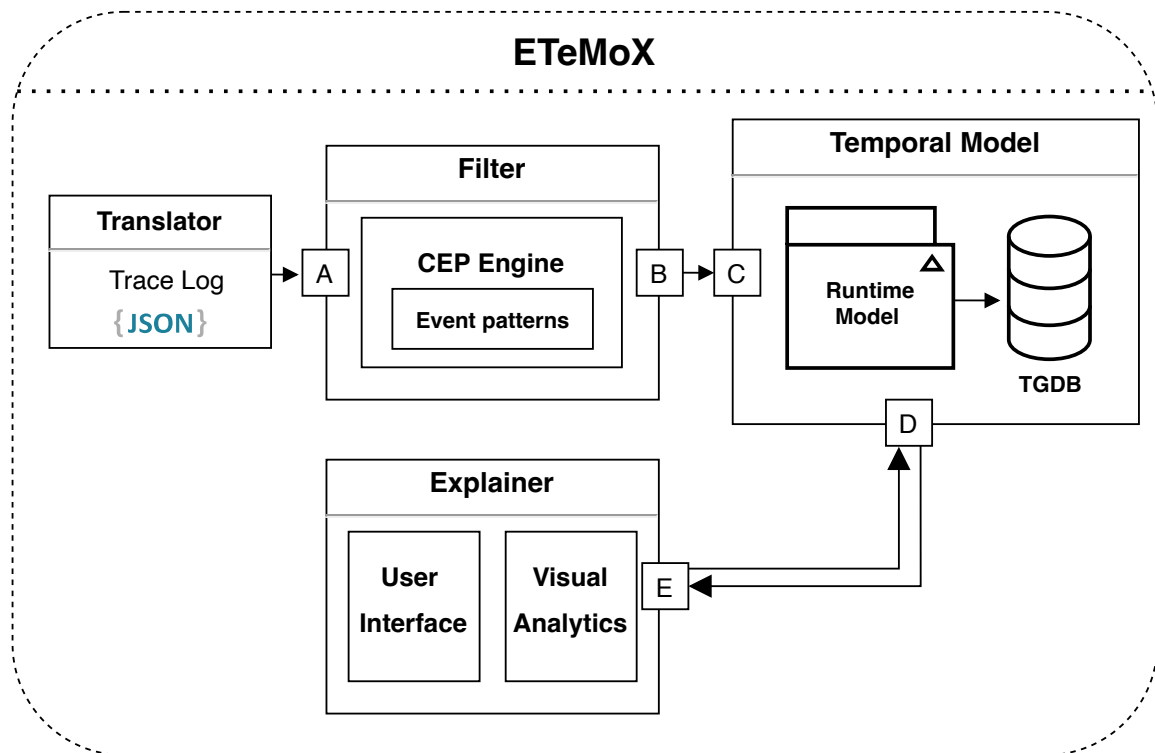 ETeMoX
Translator
Trace Log
{JSON}
A
Filter
CEP Engine
Event patterns
B
C
Temporal Model
Runtime
Model
TGDB
D
Explainer
User
Interface
Visual
Analytics
E